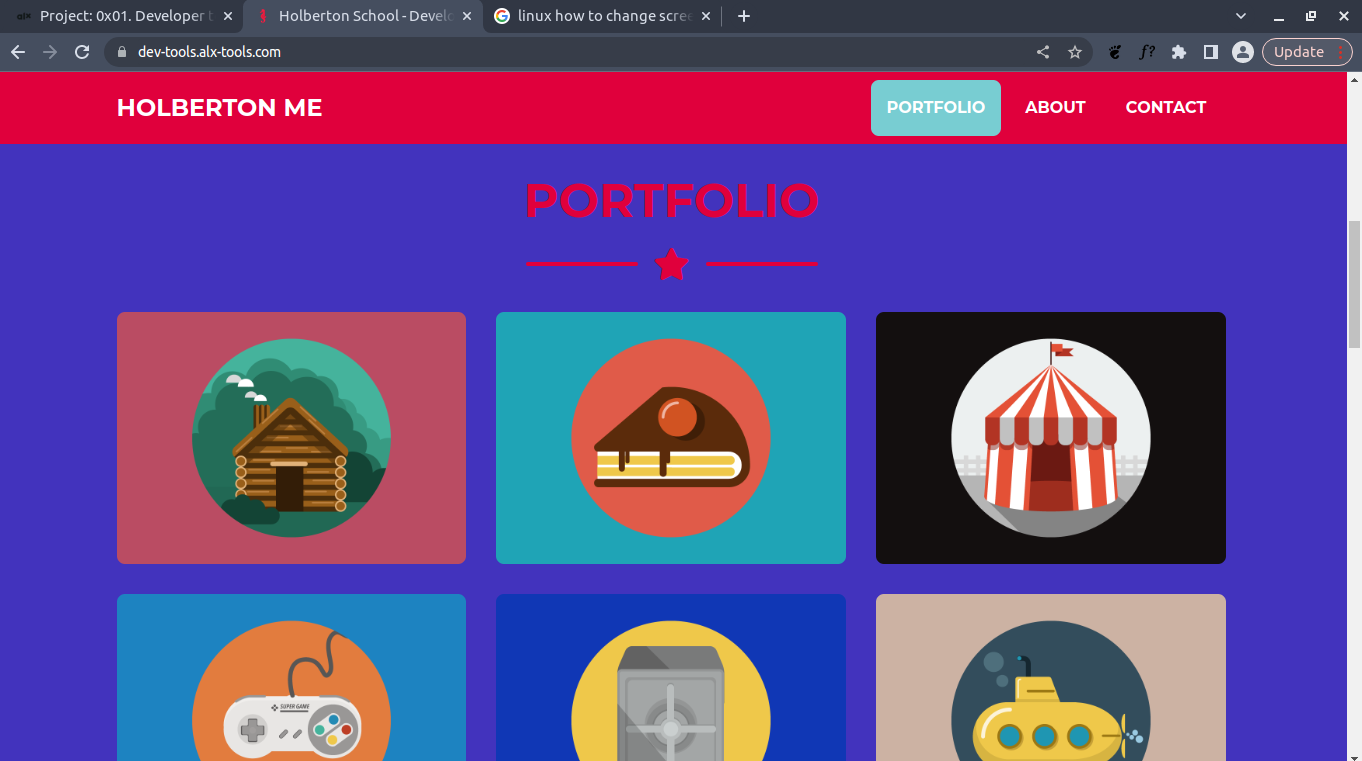 alx Project: 0x01. Developer t
Holberton School - Develo
linux how to change scree
dev-tools.alx-tools.com
f?
Update
HOLBERTON ME
PORTFOLIO
ABOUT
CONTACT
PORTFOLIO
SUPER GAME